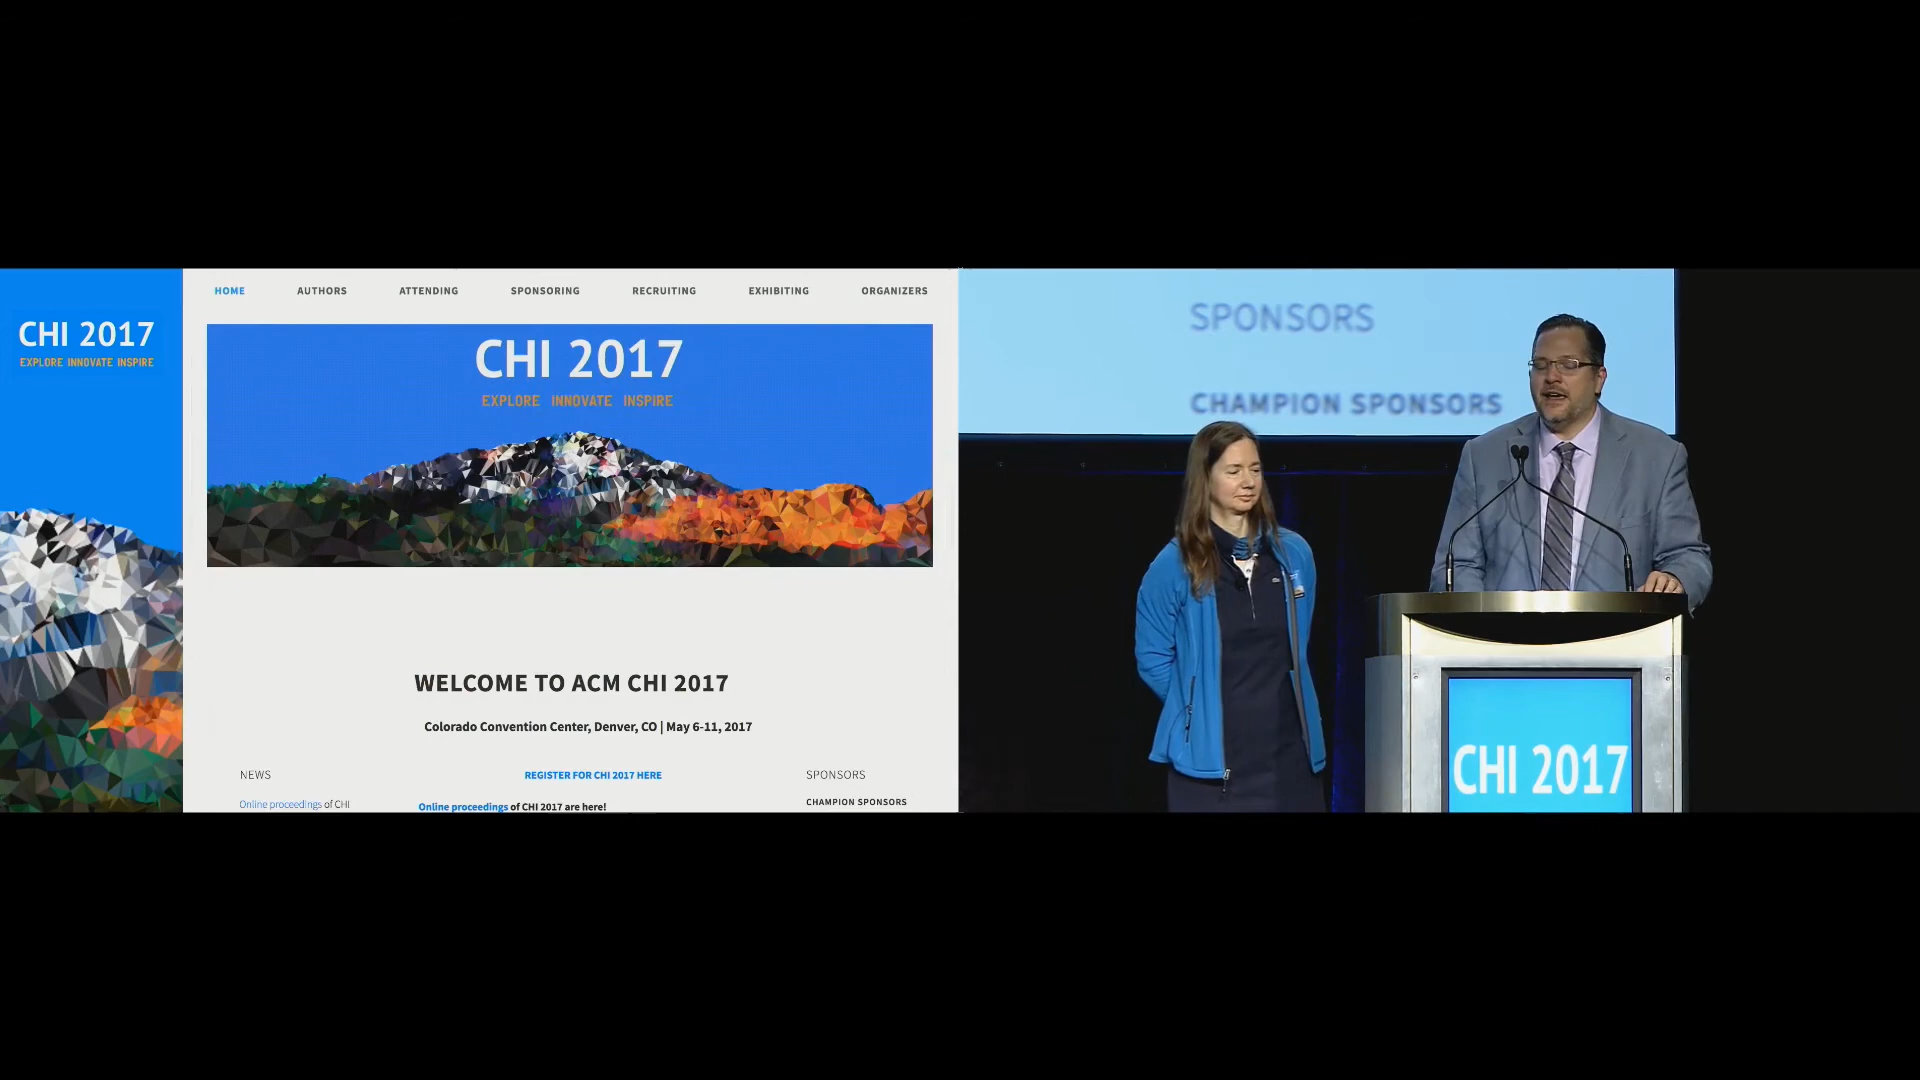 CHI 2017
EXPLORE INNOVATE INSPIRE
HOME AUTHORS ATTENDING SPONSORING RECRUITING EXHIBITING ORGANIZERS
CHI 2017
EXPLORE INNOVATE INSPIRE
WELCOME TO ACM CHI 2017
Colorado Convention Center, Denver, CO | May 6-11, 2017
NEWS
Online proceedings of CHI
REGISTER FOR CHI 2017 HERE
Online proceedings of CHI 2017 are here!
SPONSORS
CHAMPION SPONSORS
SPONSORS
CHAMPION SPONSORS
CHI 2017